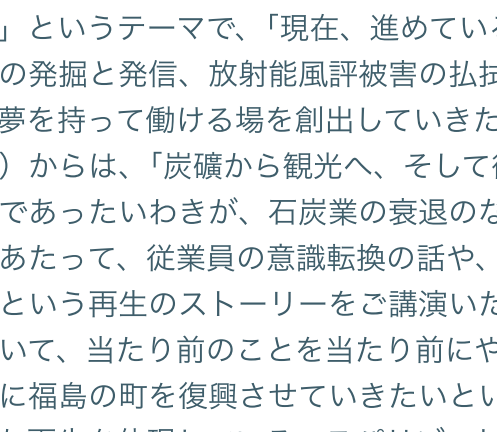 」というテーマで、「現在、進めてい
の発掘と発信、放射能風評被害の払拭
夢を持って働ける場を創出していきた
）からは、「炭礦から観光へ、そして
であったいわきが、石炭業の衰退のな
あたって、従業員の意識転換の話や、
という再生のストーリーをご講演いた
いて、当たり前のことを当たり前にや
に福島の町を復興させていきたいとい